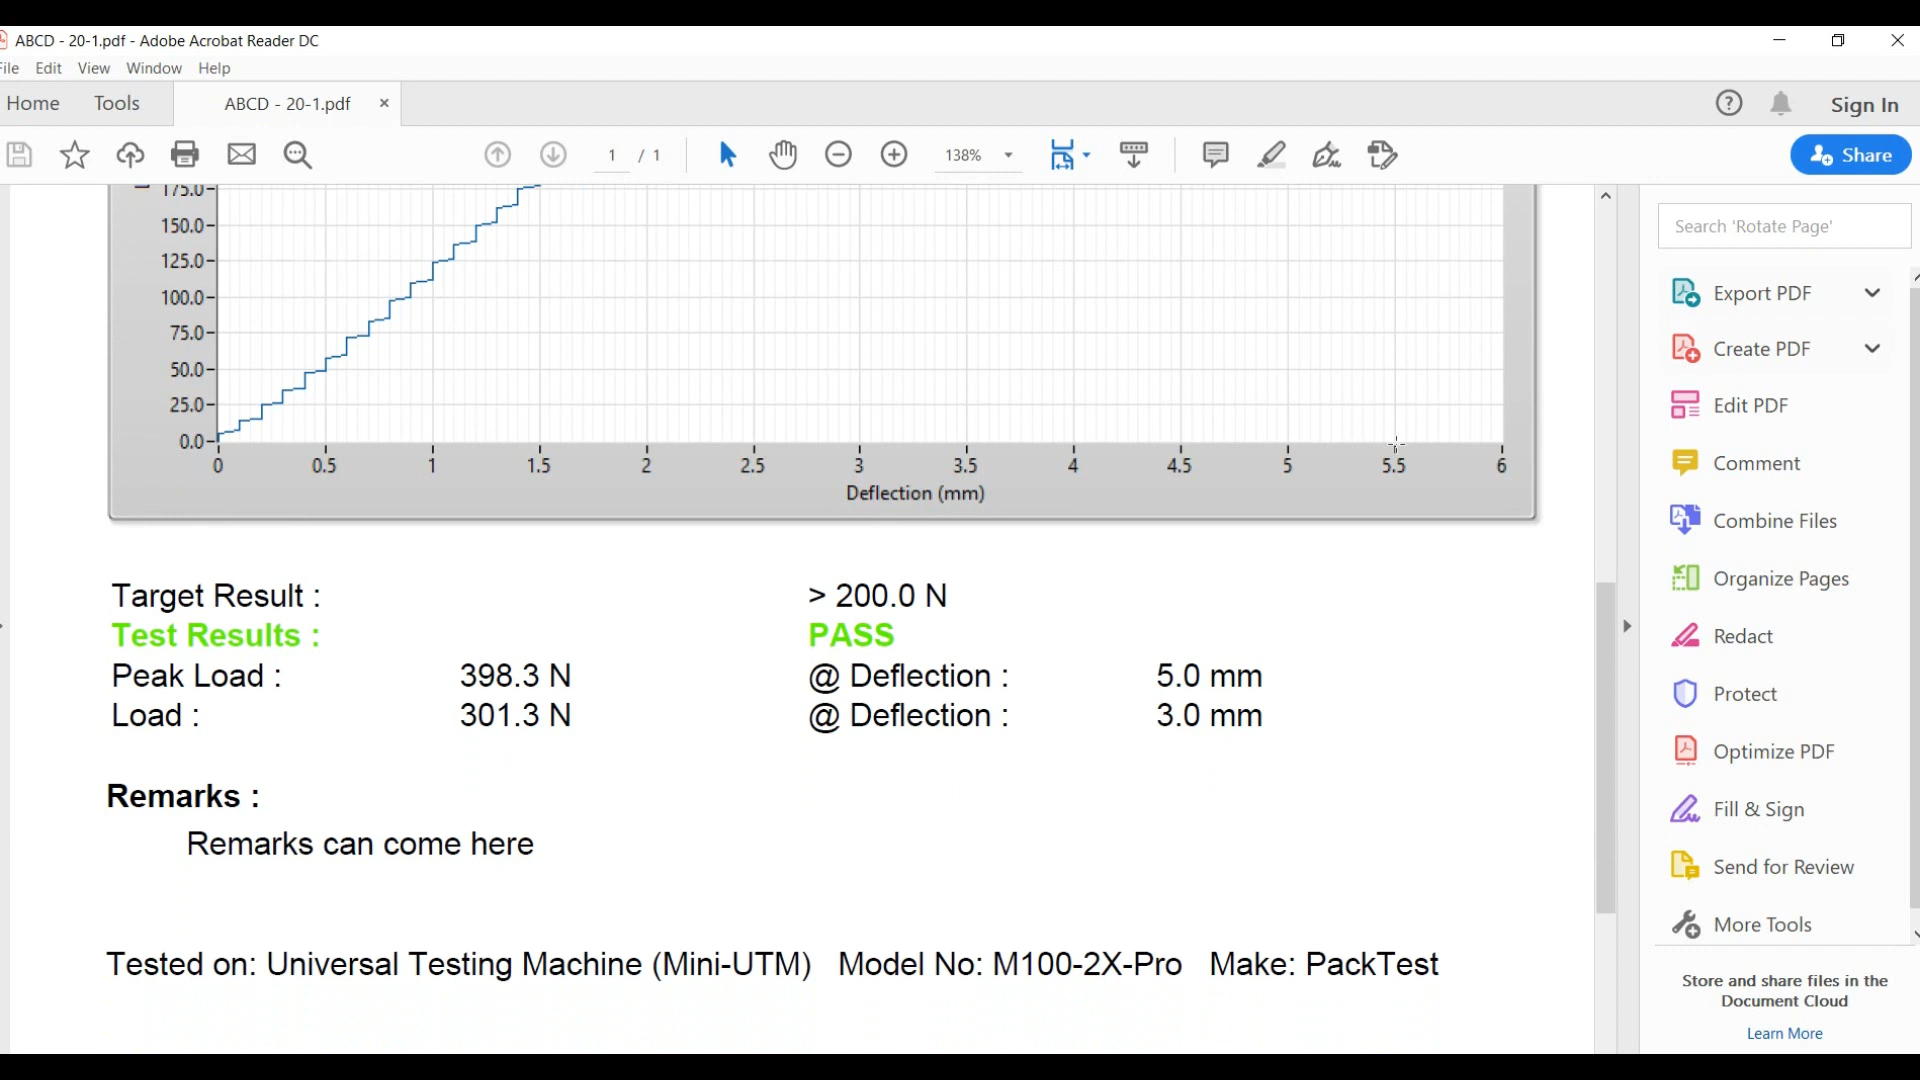 ABCD - 20-1.pdf - Adobe Acrobat Reader DC
File Edit View Window Help
Home Tools ABCD - 20-1.pdf × Sign In
1 / 1 138% Share
175.0
150.0
125.0
100.0
75.0
50.0
25.0
0.0
0 0.5 1 1.5 2 2.5 3 3.5 4 4.5 5 5.5 6
Deflection (mm)
Target Result : > 200.0 N
Test Results : PASS
Peak Load : 398.3 N @ Deflection : 5.0 mm
Load : 301.3 N @ Deflection : 3.0 mm
Remarks :
Remarks can come here
Tested on: Universal Testing Machine (Mini-UTM) Model No: M100-2X-Pro Make: PackTest
Search 'Rotate Page'
Export PDF
Create PDF
Edit PDF
Comment
Combine Files
Organize Pages
Redact
Protect
Optimize PDF
Fill & Sign
Send for Review
More Tools
Store and share files in the
Document Cloud
Learn More